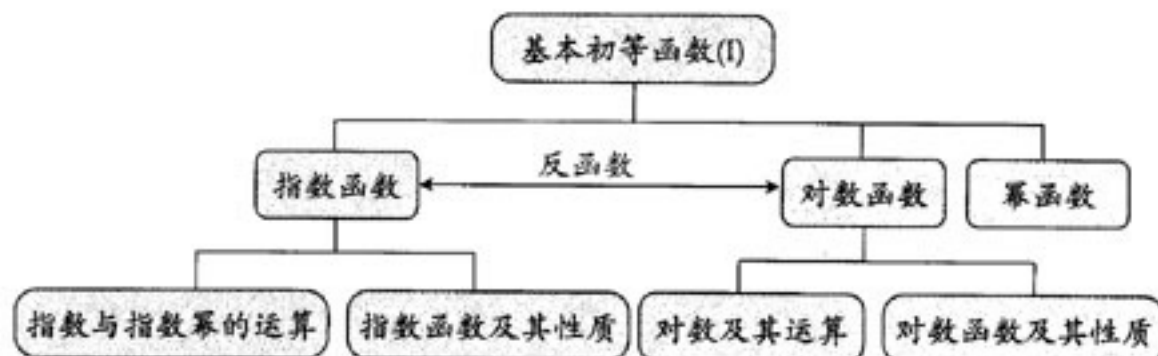 基本初等函数(I)
反函数
指数函数
对数函数
幂函数
指数与指数幂的运算
指数函数及其性质
对数及其运算
对数函数及其性质